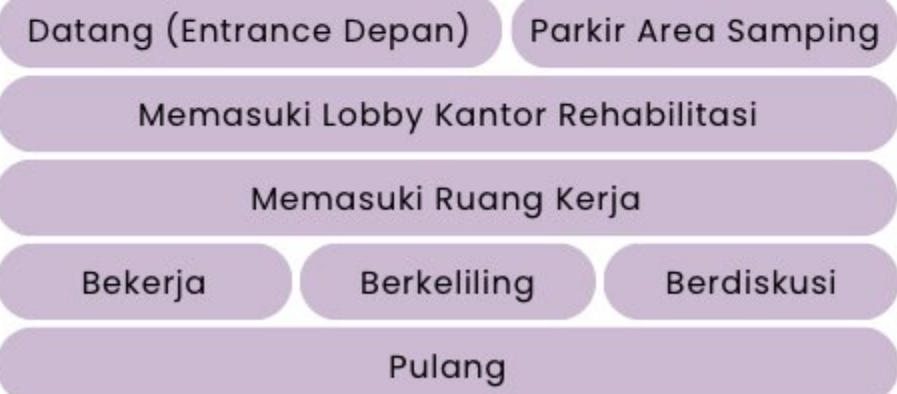 Datang (Entrance Depan) Parkir Area Samping
Memasuki Lobby Kantor Rehabilitasi
Memasuki Ruang Kerja
Bekerja Berkeliling Berdiskusi
Pulang